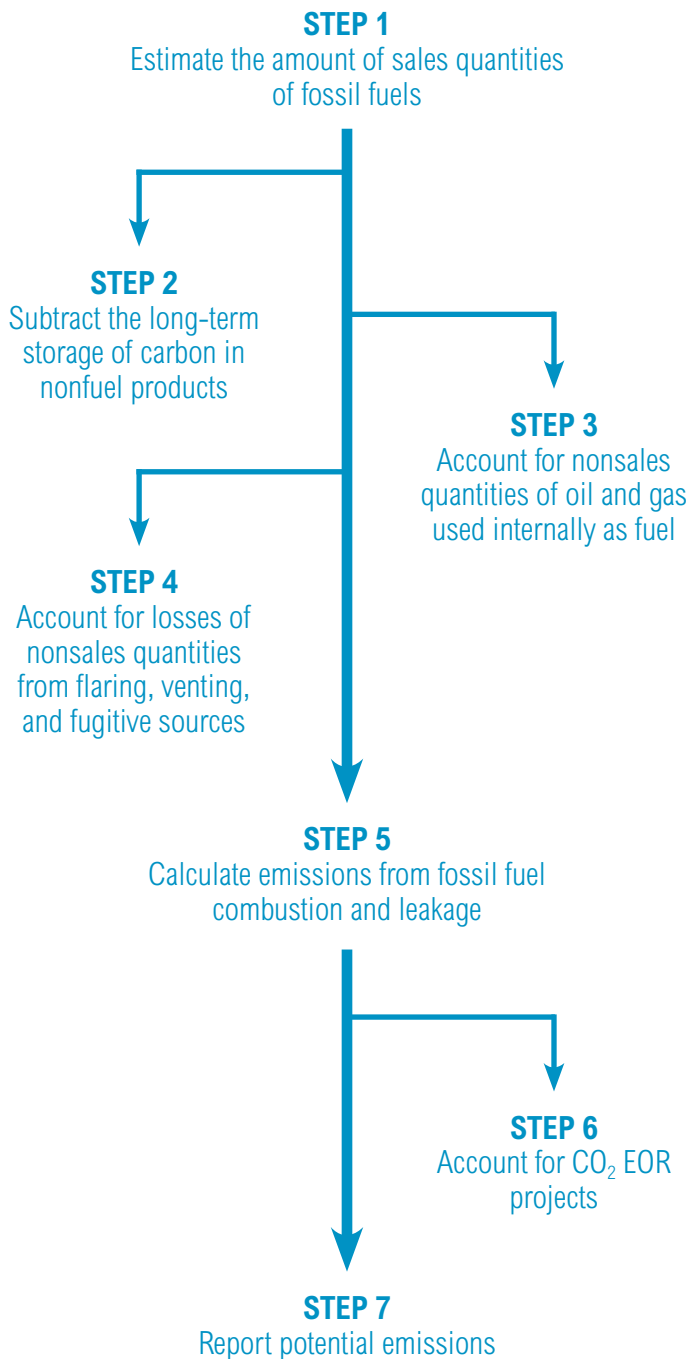 STEP 1
Estimate the amount of sales quantities
of fossil fuels
STEP 2
Subtract the long-term
storage of carbon in
nonfuel products
STEP 3
Account for nonsales
quantities of oil and gas
used internally as fuel
STEP 4
Account for losses of
nonsales quantities
from flaring, venting,
and fugitive sources
STEP 5
Calculate emissions from fossil fuel
combustion and leakage
STEP 6
Account for CO₂ EOR
projects
STEP 7
Report potential emissions